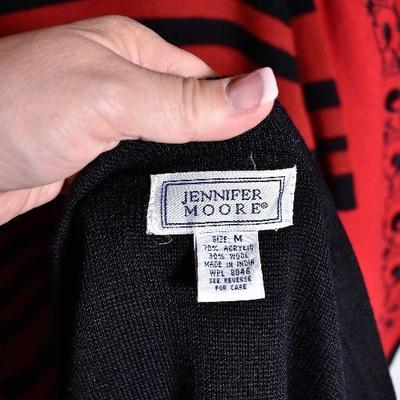 JENNIFER
MOORE®
SIZE: M
70% ACRYLIC
30% WOOL
MADE IN INDIA
WPL 8046
SEE REVERSE
FOR CARE